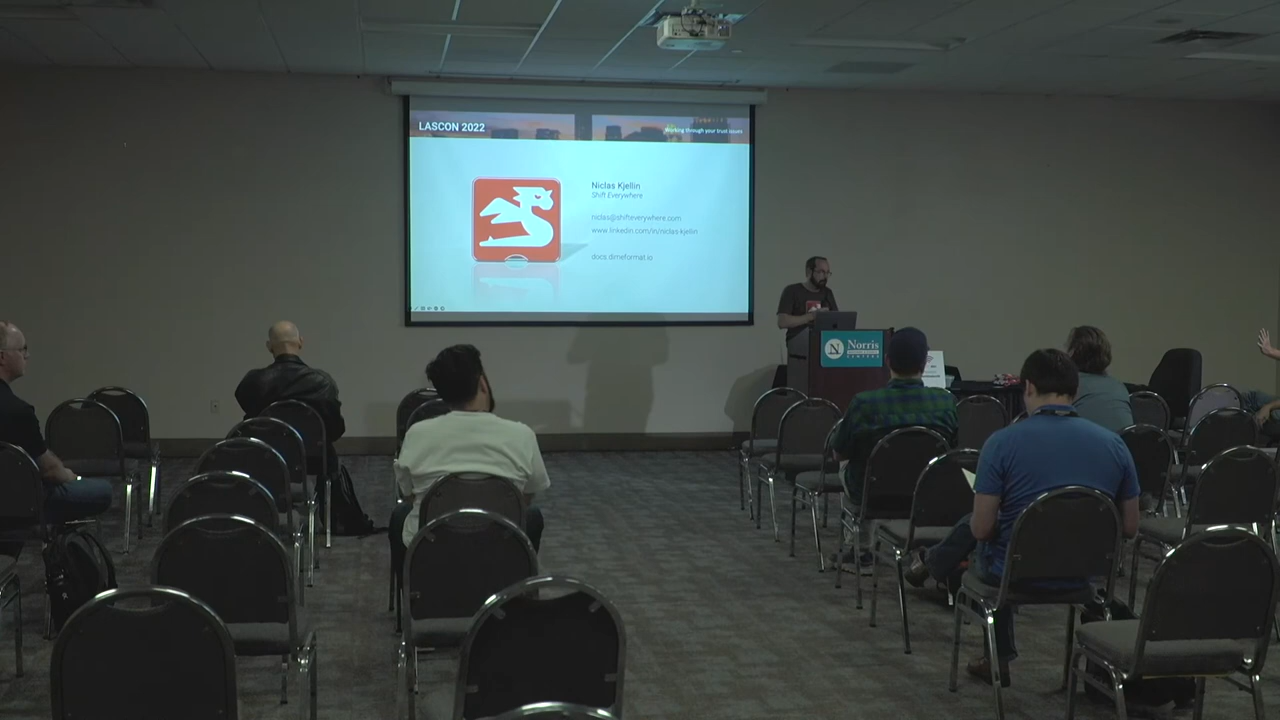 LASCON 2022
Working through your trust issues
Niclas Kjellin
Shift Everywhere
niclas@shifteverywhere.com
www.linkedin.com/in/niclas-kjellin
docs.dimeformat.io
N Norris
CENTERS